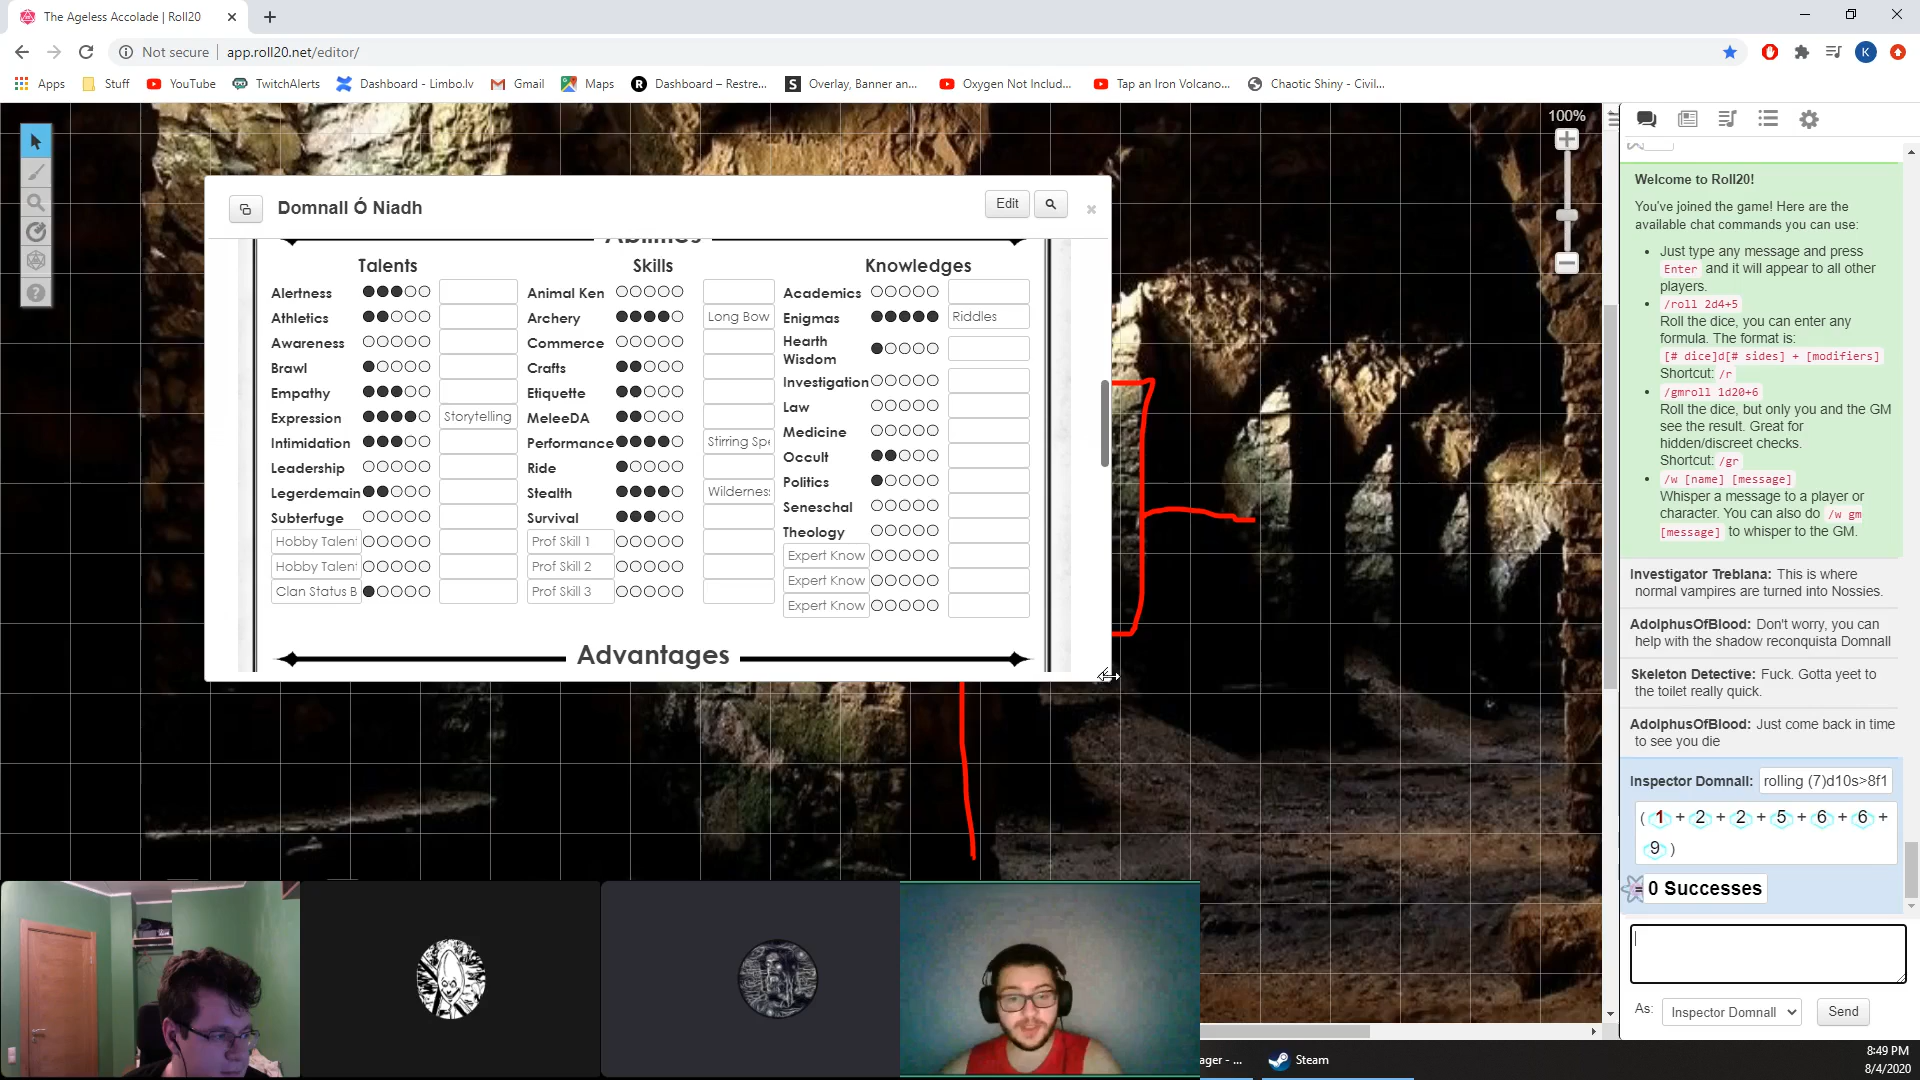 The Ageless Accolade | Roll20
Not secure
app.roll20.net/editor/
K
Apps
Stuff
YouTube
TwitchAlerts
Dashboard - Limbo.lv
Gmail
Maps
Dashboard – Restre...
Overlay, Banner an...
Oxygen Not Includ...
Tap an Iron Volcano...
Chaotic Shiny - Civil...
100%
Domnall Ó Niadh
Edit
Abilities
Talents
Skills
Knowledges
Alertness
Athletics
Awareness
Brawl
Empathy
Expression
Storytelling
Intimidation
Leadership
Legerdemain
Subterfuge
Hobby Talent
Hobby Talent
Clan Status B
Animal Ken
Archery
Long Bow
Commerce
Crafts
Etiquette
MeleeDA
Performance
Stirring Spe
Ride
Stealth
Wilderness
Survival
Prof Skill 1
Prof Skill 2
Prof Skill 3
Academics
Enigmas
Riddles
Hearth
Wisdom
Investigation
Law
Medicine
Occult
Politics
Seneschal
Theology
Expert Know
Expert Know
Expert Know
Advantages
Welcome to Roll20!
You've joined the game! Here are the
available chat commands you can use:
Just type any message and press
Enter and it will appear to all other
players.
/roll 2d4+5
Roll the dice, you can enter any
formula. The format is:
[# dice]d[# sides] + [modifiers]
Shortcut: /r
/gmroll 1d20+6
Roll the dice, but only you and the GM
see the result. Great for
hidden/discreet checks.
Shortcut: /gr
/w [name] [message]
Whisper a message to a player or
character. You can also do /w gm
[message] to whisper to the GM.
Investigator Treblana: This is where
normal vampires are turned into Nossies.
AdolphusOfBlood: Don't worry, you can
help with the shadow reconquista Domnall
Skeleton Detective: Fuck. Gotta yeet to
the toilet really quick.
AdolphusOfBlood: Just come back in time
to see you die
Inspector Domnall: rolling (7)d10s>8f1
( 1 + 2 + 2 + 5 + 6 + 6 +
9 )
= 0 Successes
As: Inspector Domnall
Send
ager - ...
Steam
8:49 PM
8/4/2020